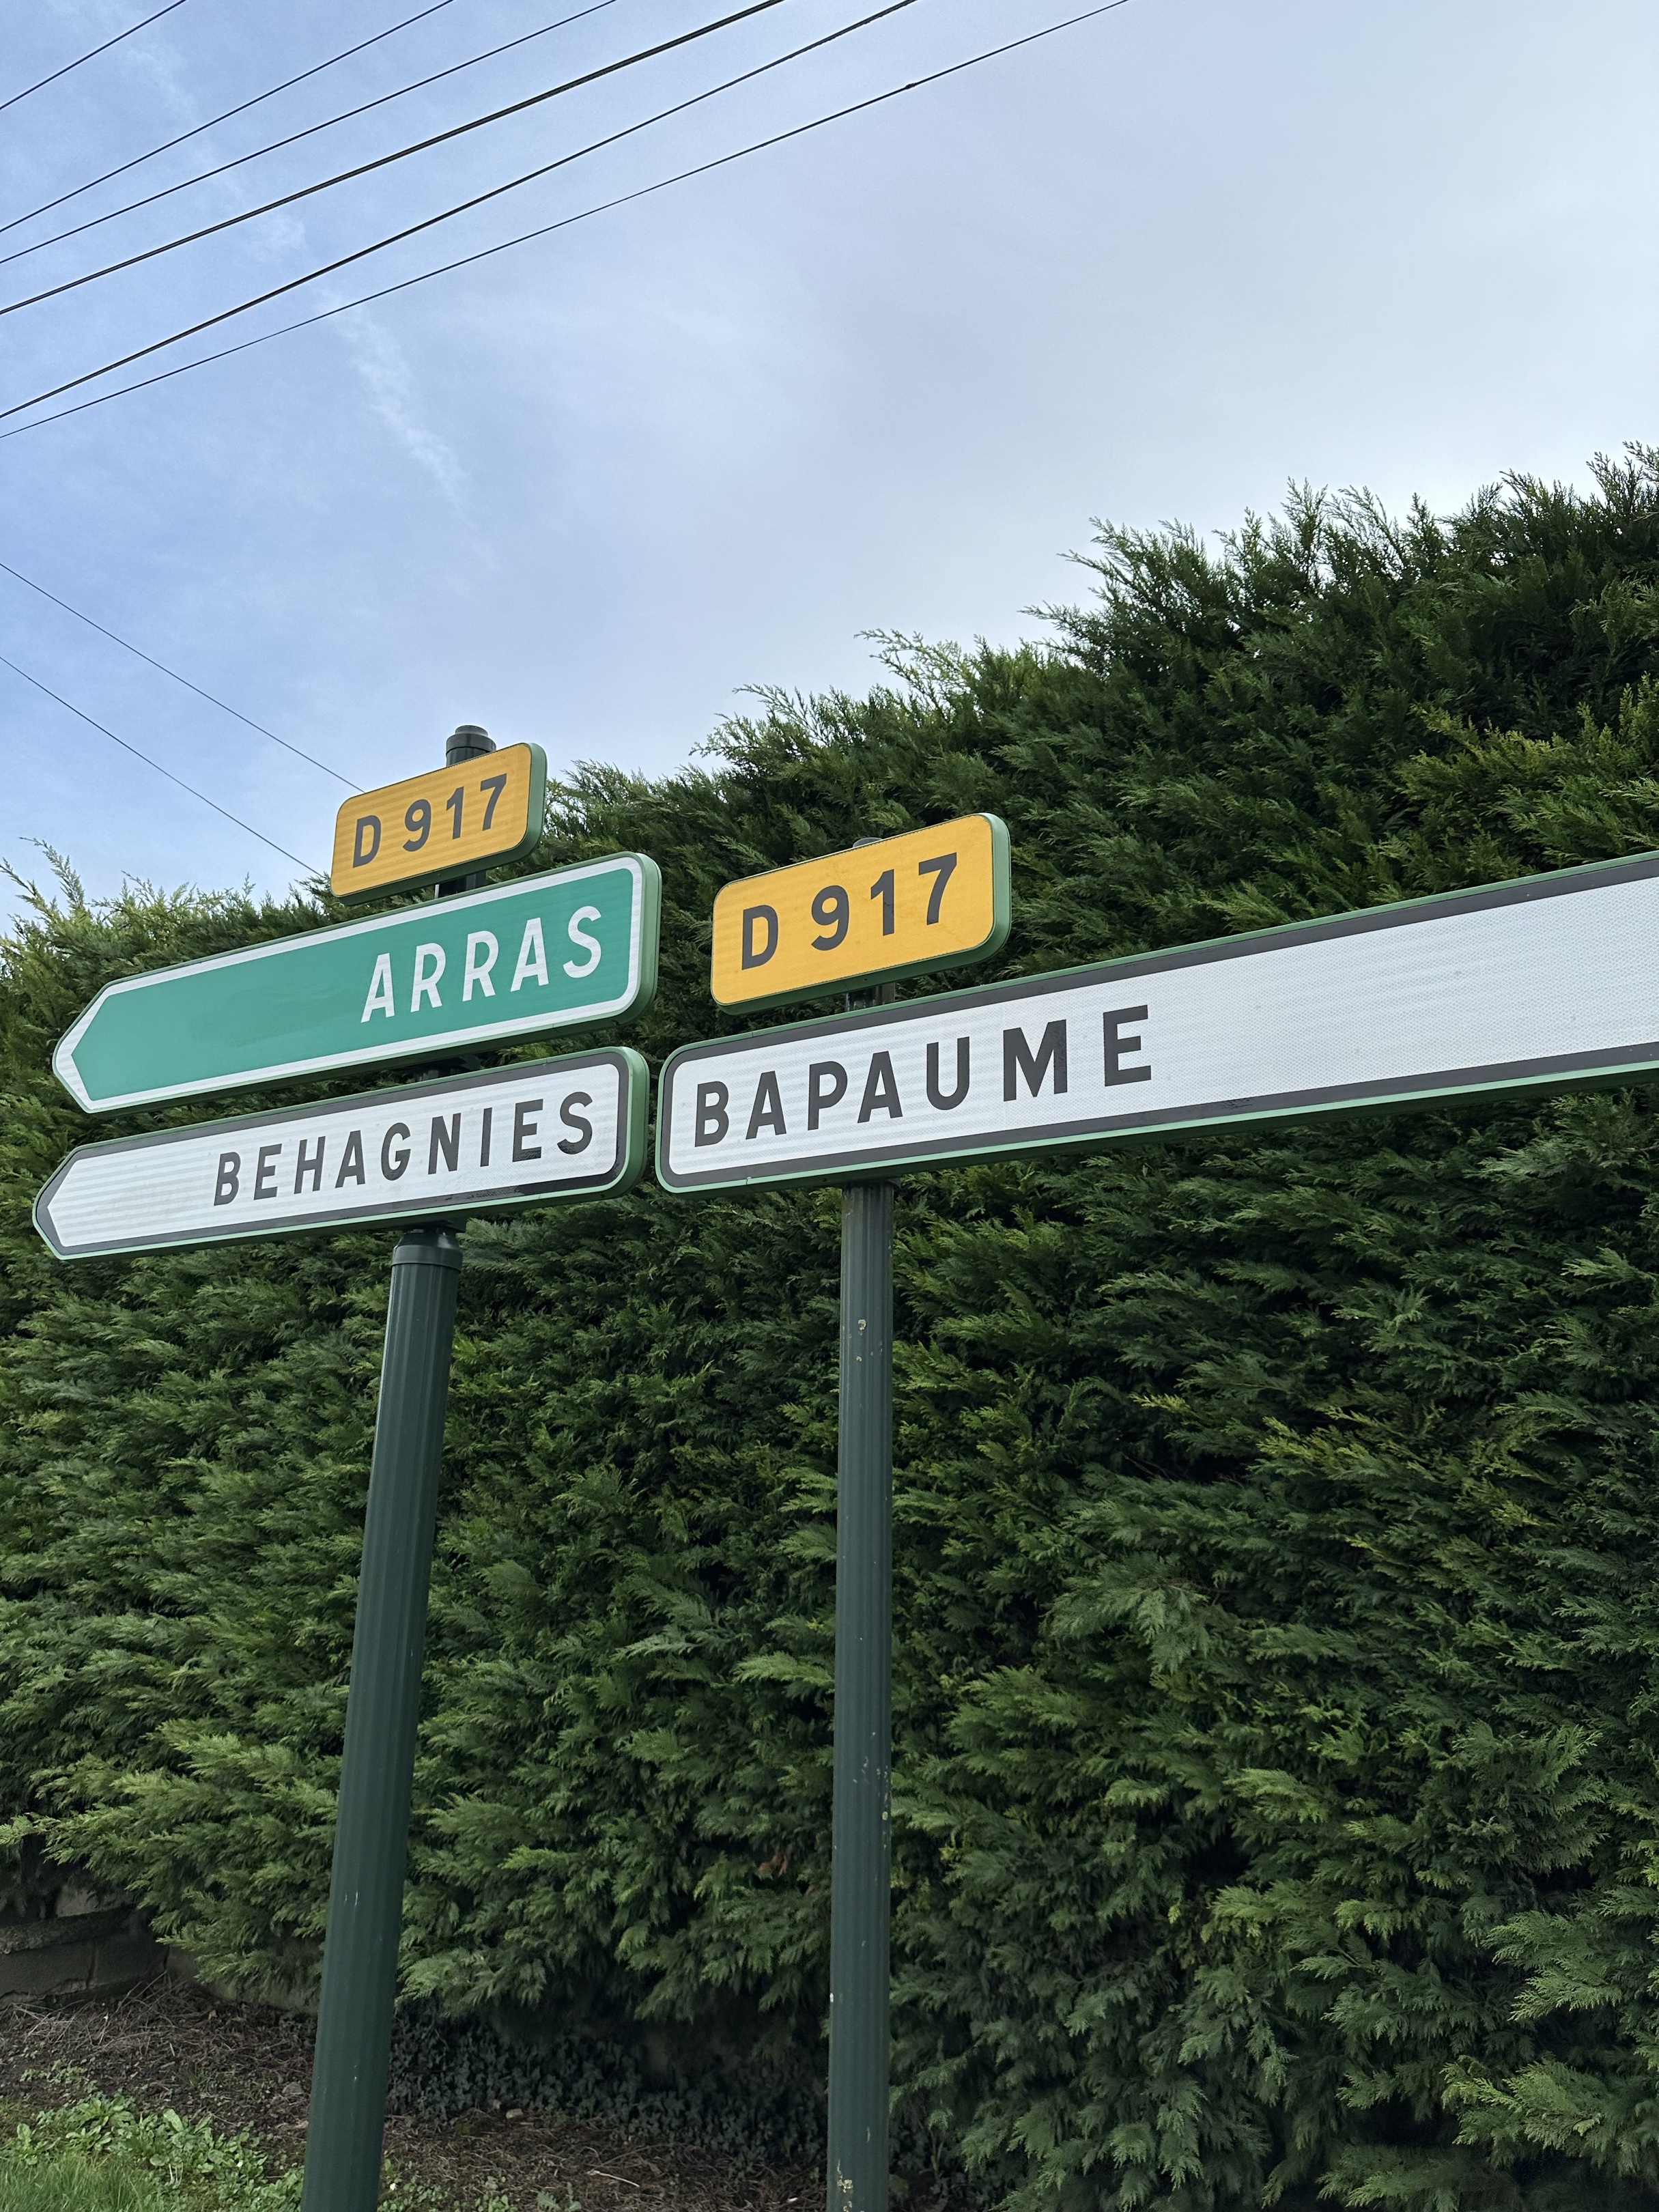 D 917
ARRAS
BEHAGNIES
D 917
BAPAUME